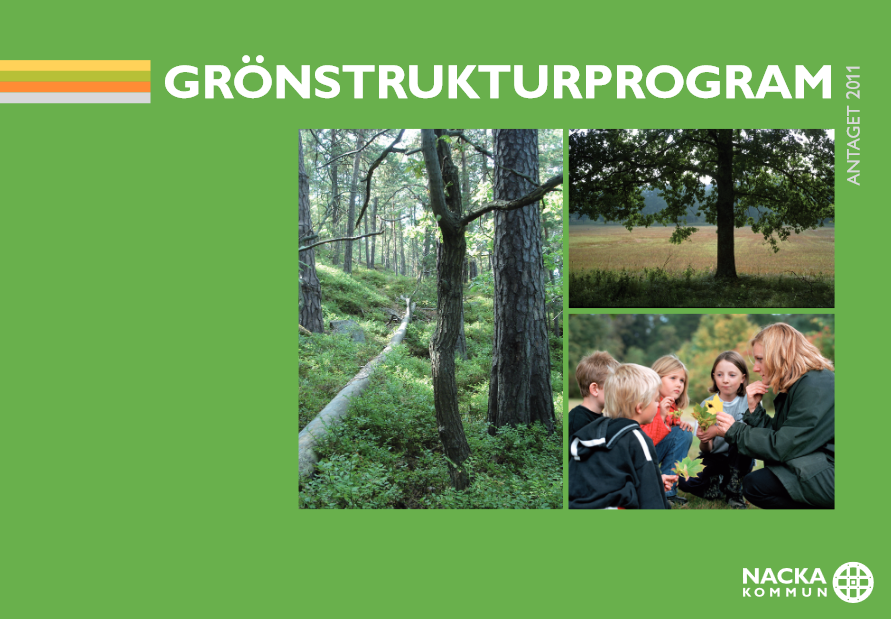 GRÖNSTRUKTURPROGRAM
ANTAGET 2011
NACKA
KOMMUN